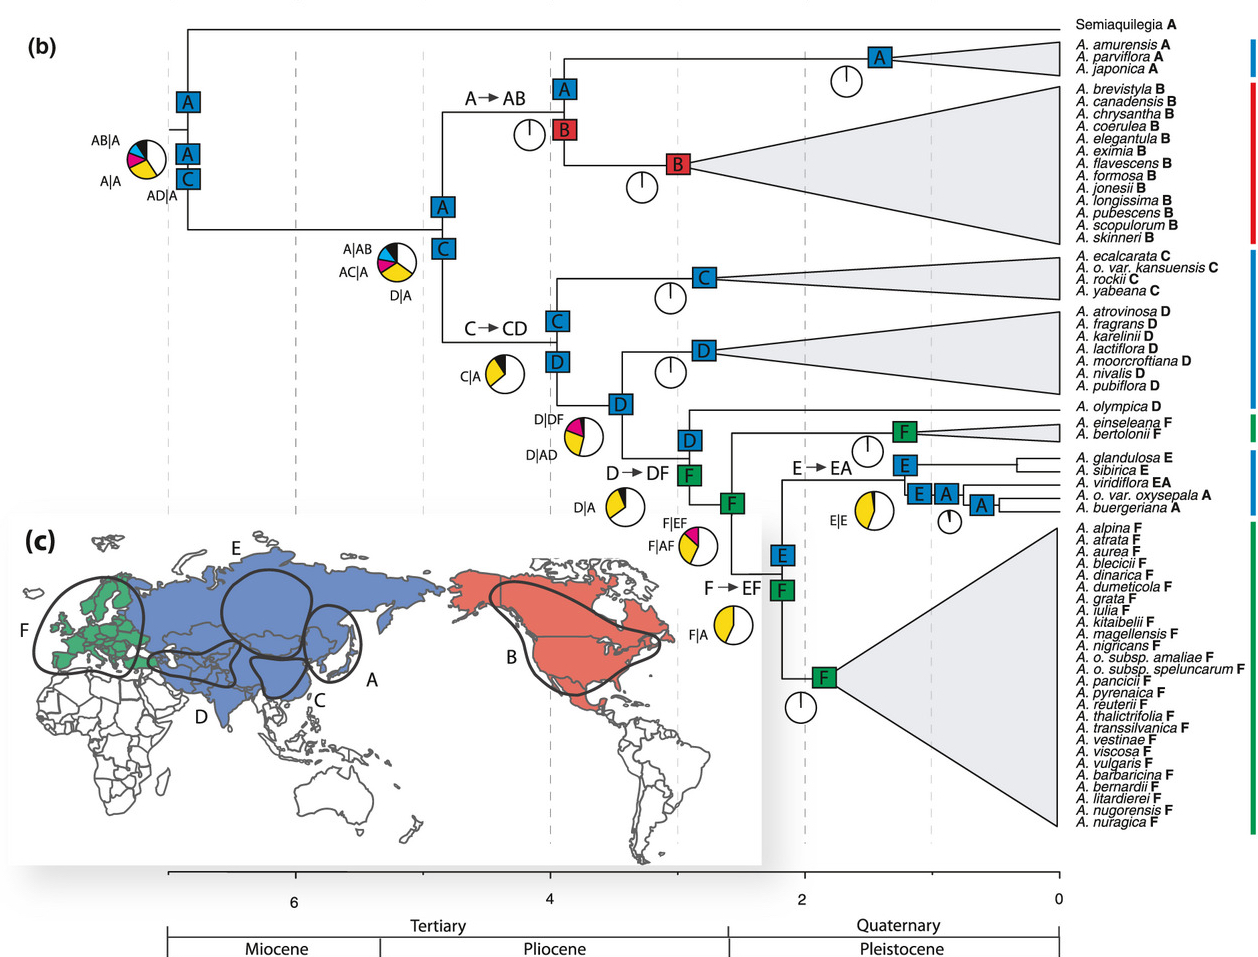 (b)
Semiaquilegia A
A. amurensis A
A. parviflora A
A. japonica A
A
A
A → AB
A
B
B
A. brevistyla B
A. canadensis B
A. chrysantha B
A. coerulea B
A. elegantula B
A. eximia B
A. flavescens B
A. formosa B
A. jonesii B
A. longissima B
A. pubescens B
A. scopulorum B
A. skinneri B
AB|A
A|A
AD|A
A
C
A
C
A|AB
AC|A
D|A
C
A. ecalcarata C
A. o. var. kansuensis C
A. rockii C
A. yabeana C
C → CD
C
D
C|A
D
A. atrovinosa D
A. fragrans D
A. karelinii D
A. lactiflora D
A. moorcroftiana D
A. nivalis D
A. pubiflora D
D
A. olympica D
D|DF
D|AD
D
F
D → DF
D|A
F
F
A. einseleana F
A. bertolonii F
E → EA
E
E
A
A
E|E
A. glandulosa E
A. sibirica E
A. viridiflora EA
A. o. var. oxysepala A
A. buergeriana A
F|EF
F|AF
E
F
F → EF
F|A
F
A. alpina F
A. atrata F
A. aurea F
A. blecicii F
A. dinarica F
A. dumeticola F
A. grata F
A. iulia F
A. kitaibelii F
A. magellensis F
A. nigricans F
A. o. subsp. amaliae F
A. o. subsp. speluncarum F
A. pancicii F
A. pyrenaica F
A. reuterii F
A. thalictrifolia F
A. transsilvanica F
A. vestinae F
A. viscosa F
A. vulgaris F
A. barbaricina F
A. bernardii F
A. litardierei F
A. nugorensis F
A. nuragica F
(c)
E
F
B
A
C
D
6
4
2
0
Tertiary
Quaternary
Miocene
Pliocene
Pleistocene